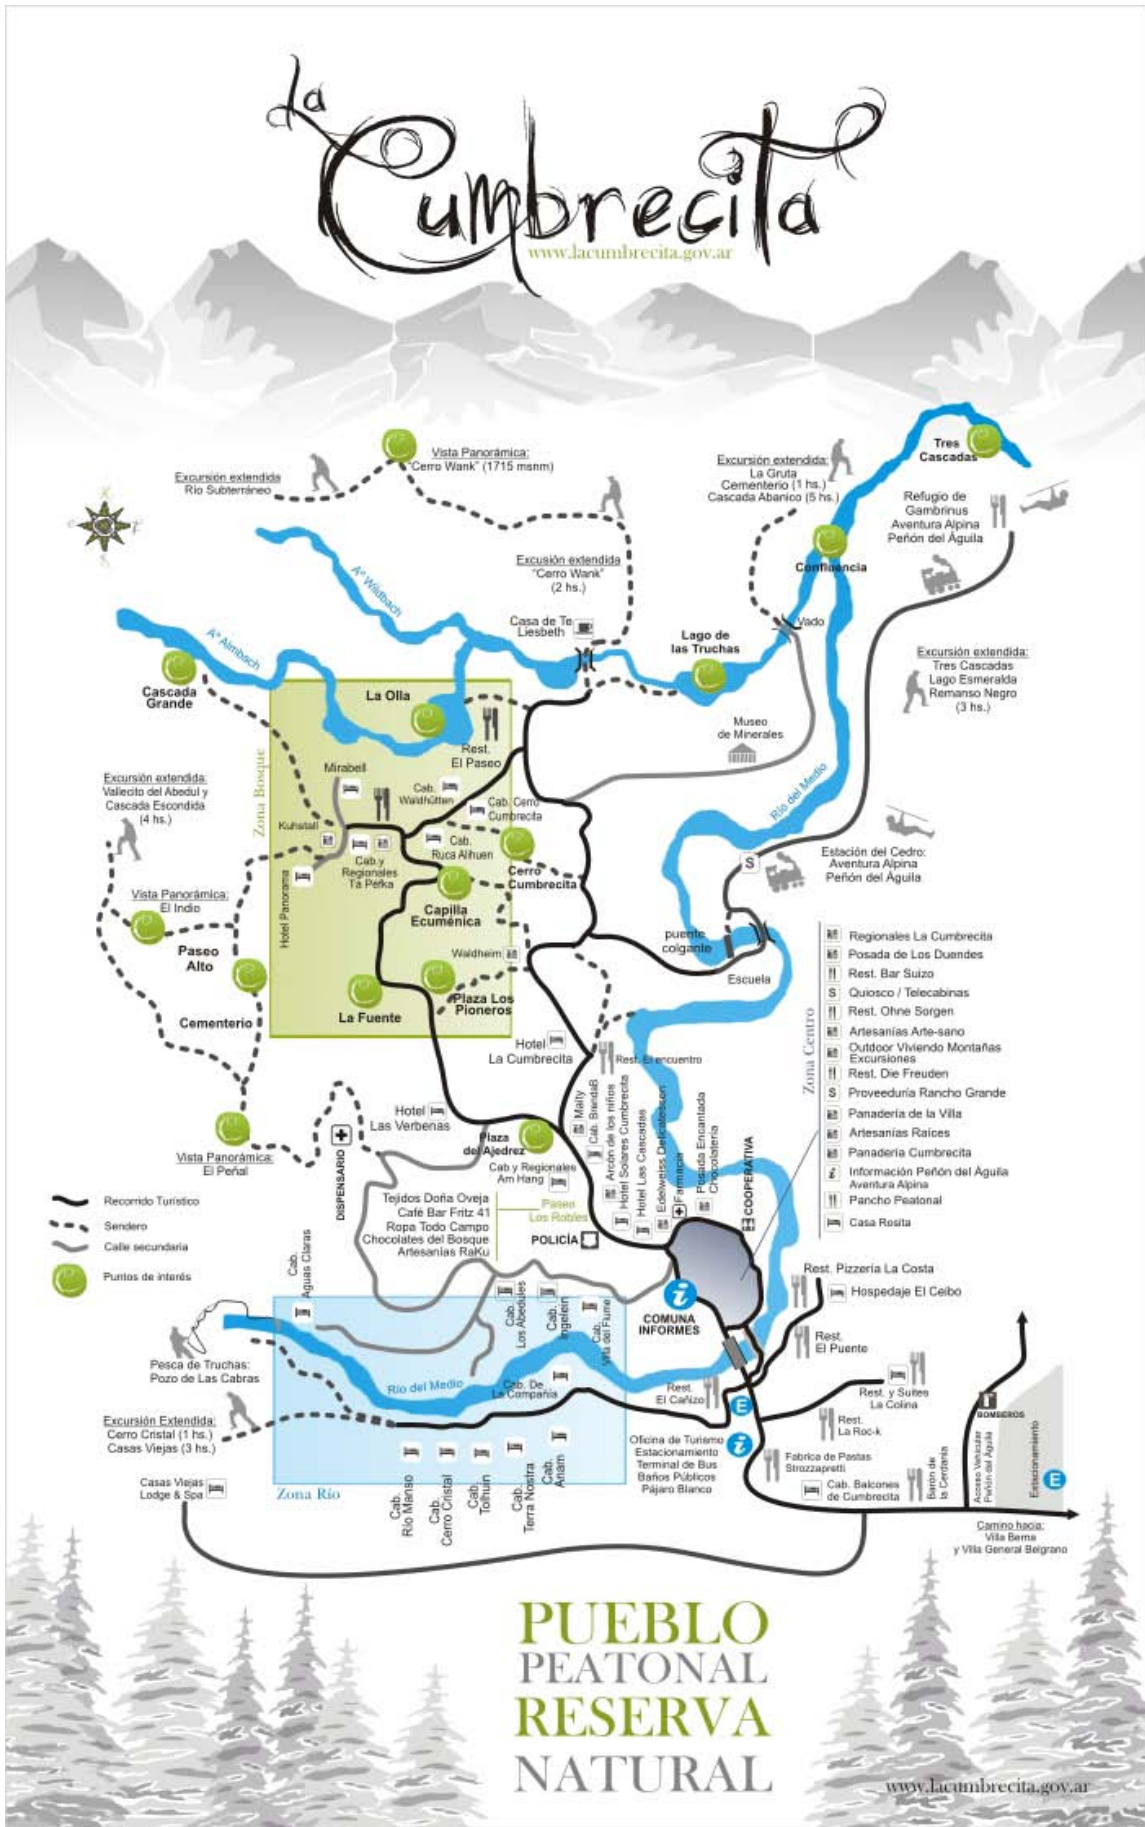 La
Cumbrecita
www.lacumbrecita.gov.ar
Vista Panorámica:
"Cerro Wank" (1715 msnm)
Excursión extendida
Río Subterráneo
Excursión extendida:
La Gruta
Cementerio (1 hs.)
Cascada Abanico (5 hs.)
Tres
Cascadas
Refugio de
Gambrinus
Aventura Alpina
Peñón del Águila
Confluencia
Excusión extendida
"Cerro Wank"
(2 hs.)
Aº Wildbach
Casa de Te
Liesbeth
Vado
Lago de
las Truchas
Aº Almbach
Excursión extendida:
Tres Cascadas
Lago Esmeralda
Remanso Negro
(3 hs.)
Cascada
Grande
La Olla
Rest.
El Paseo
Museo
de Minerales
Zona Bosque
Mirabell
Cab.
Waldhütten
Cab. Cerro
Cumbrecita
Río del Medio
Excursión extendida:
Vallecito del Abedul y
Cascada Escondida
(4 hs.)
Kuhstall
Cab.
Ruca Alihuen
Cab.y
Regionales
Ta Pefka
Hotel Panorama
Cerro
Cumbrecita
S
Estación del Cedro:
Aventura Alpina
Peñón del Águila
Vista Panorámica:
El Indio
Capilla
Ecuménica
Paseo
Alto
Waldheim
puente
colgante
Escuela
Plaza Los
Pioneros
La Fuente
Cementerio
Hotel
La Cumbrecita
Rest. El encuentro
Zona Centro
Regionales La Cumbrecita
Posada de Los Duendes
Rest. Bar Suizo
S Quiosco / Telecabinas
Rest. Ohne Sorgen
Artesanías Arte-sano
Outdoor Viviendo Montañas
Excursiones
Rest. Die Freuden
S Proveeduría Rancho Grande
Panadería de la Villa
Artesanías Raíces
Panadería Cumbrecita
i Información Peñón del Águila
Aventura Alpina
Pancho Peatonal
Casa Rosita
Vista Panorámica:
El Peñal
DISPENSARIO
Hotel
Las Verbenas
Plaza
del Ajedrez
Cab y Regionales
Am Hang
Maity
Cab. BrendaB
Arcón de los niños
Hotel Solares Cumbrecita
Hotel Las Cascadas
Edelweiss Delicatessen
Farmacia
Posada Encantada
Chocolatería
COOPERATIVA
Tejidos Doña Oveja
Café Bar Fritz 41
Ropa Todo Campo
Chocolates del Bosque
Artesanías RaKu
Paseo
Los Robles
POLICÍA
Recorrido Turístico
Sendero
Calle secundaria
Puntos de interés
Cab.
Aguas Claras
Cab.
Los Abedules
Cab.
Ingelein
Cab.
Villa del Fiume
i
COMUNA
INFORMES
Rest. Pizzería La Costa
Hospedaje El Ceibo
Rest.
El Puente
Pesca de Truchas:
Pozo de Las Cabras
Río del Medio
Cab. De
La Compañía
Rest.
El Cañizo
E
Rest. y Suites
La Colina
Rest.
La Roc-k
BOMBEROS
Excursión Extendida:
Cerro Cristal (1 hs.)
Casas Viejas (3 hs.)
Oficina de Turismo
Estacionamiento
Terminal de Bus
Baños Públicos
Pájaro Blanco
i
Fabrica de Pastas
Strozzapretti
Cab. Balcones
de Cumbrecita
Barcón de
la Cerdanía
Acceso Vehicular
Peñón del Águila
Estacionamiento
E
Casas Viejas
Lodge & Spa
Zona Río
Cab.
Río Manso
Cab.
Cerro Cristal
Cab.
Tolhuin
Cab.
Terra Nostra
Cab.
Anam
Camino hacia:
Villa Berna
y Villa General Belgrano
PUEBLO
PEATONAL
RESERVA
NATURAL
www.lacumbrecita.gov.ar